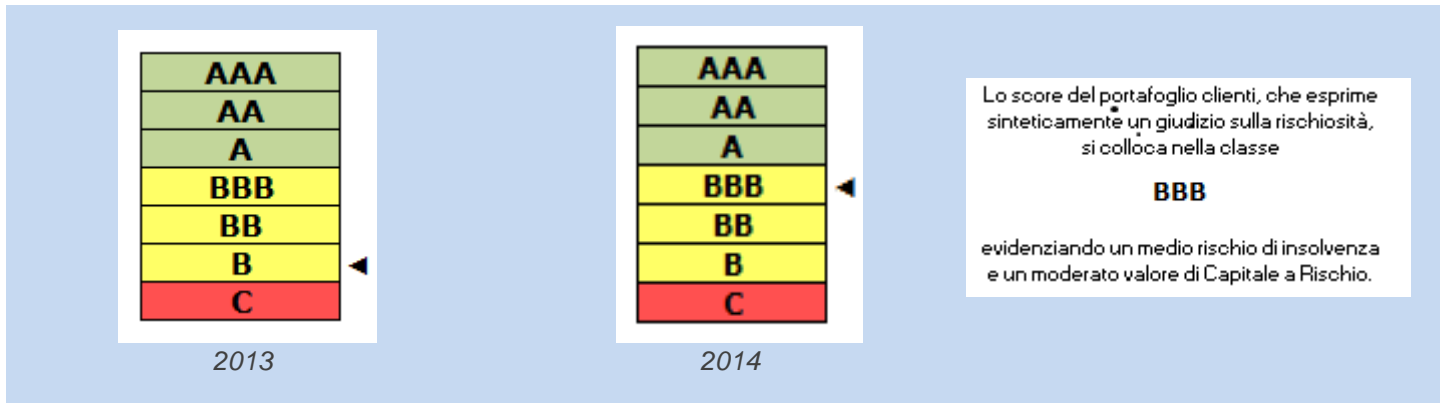 AAA
AA
A
BBB
BB
B
C
2013
AAA
AA
A
BBB
BB
B
C
2014
Lo score del portafoglio clienti, che esprime
sinteticamente un giudizio sulla rischiosità,
si colloca nella classe
BBB
evidenziando un medio rischio di insolvenza
e un moderato valore di Capitale a Rischio.